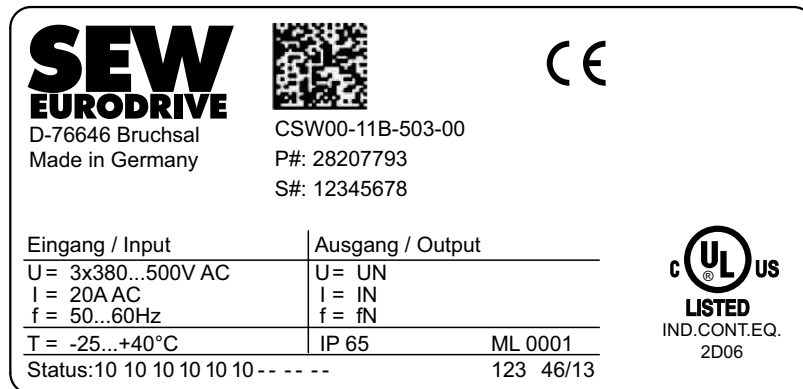 SEW
EURODRIVE
D-76646 Bruchsal
Made in Germany
CE
CSW00-11B-503-00
P#: 28207793
S#: 12345678
Eingang / Input
U = 3x380...500V AC
I = 20A AC
f = 50...60Hz
Ausgang / Output
U = UN
I = IN
f = fN
T = -25...+40°C
IP 65
ML 0001
Status:10 10 10 10 10 10 -- -- -- --
123 46/13
C UL ® US
LISTED
IND.CONT.EQ.
2D06